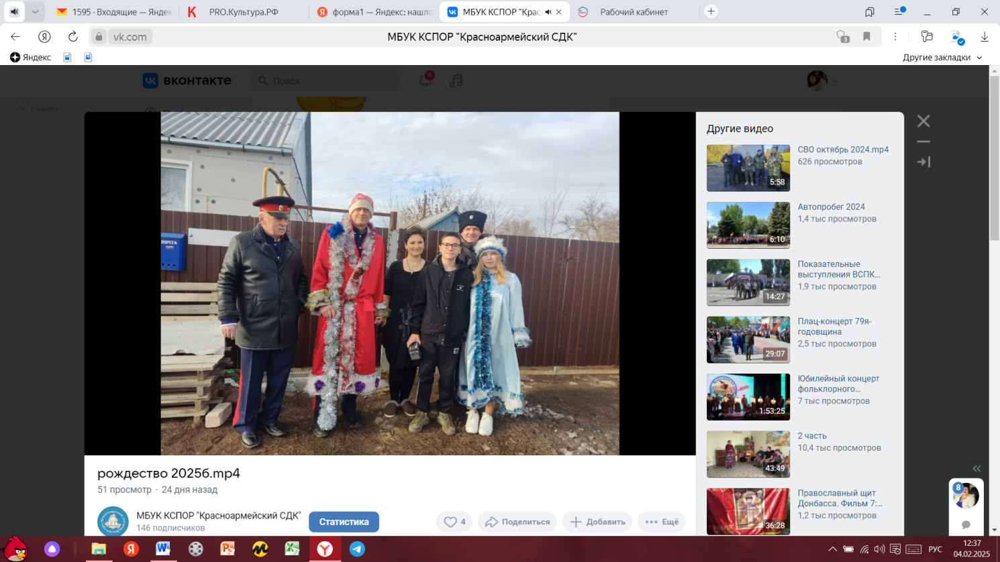 1595 · Входящие — Яндек
PRO.Культура.РФ
форма1 — Яндекс: нашло
МБУК КСПОР "Крас
Рабочий кабинет
vk.com
МБУК КСПОР "Красноармейский СДК"
3
Яндекс
Другие закладки
вконтакте
Поиск
4
Наверх
ПОЧТА
Другие видео
СВО октябрь 2024.mp4
626 просмотров
5:58
Автопробег 2024
1,4 тыс просмотров
6:10
Показательные
выступления ВСПК...
1,9 тыс просмотров
14:27
Плац-концерт 79я-
годовщина
2,5 тыс просмотров
29:07
Юбилейный концерт
фольклорного...
7 тыс просмотров
1:53:25
2 часть
10,4 тыс просмотров
43:49
Православный щит
Донбасса. Фильм 7:...
1,2 тыс просмотров
36:28
рождество 2025б.mp4
51 просмотр · 24 дня назад
МБУК КСПОР "Красноармейский СДК"
146 подписчиков
Статистика
4
Поделиться
Добавить
Ещё
8
РУС
12:37
04.02.2025